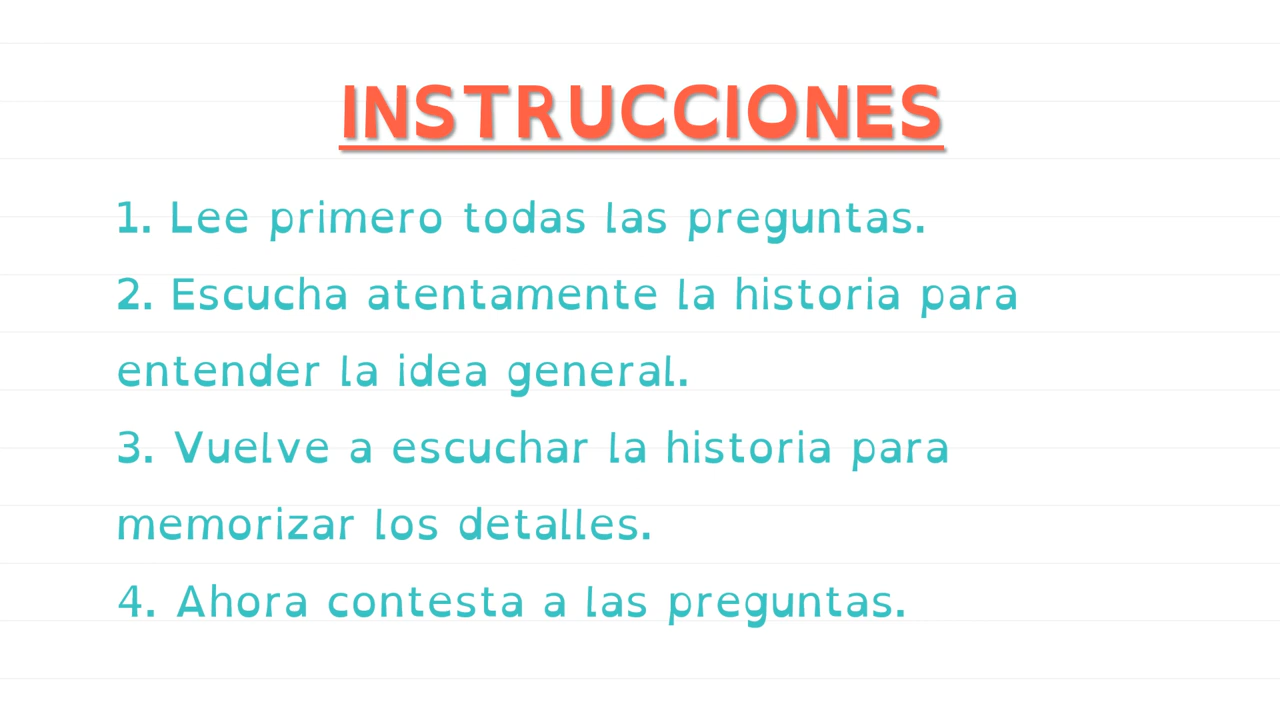 INSTRUCCIONES
1. Lee primero todas las preguntas.
2. Escucha atentamente la historia para
entender la idea general.
3. Vuelve a escuchar la historia para
memorizar los detalles.
4. Ahora contesta a las preguntas.